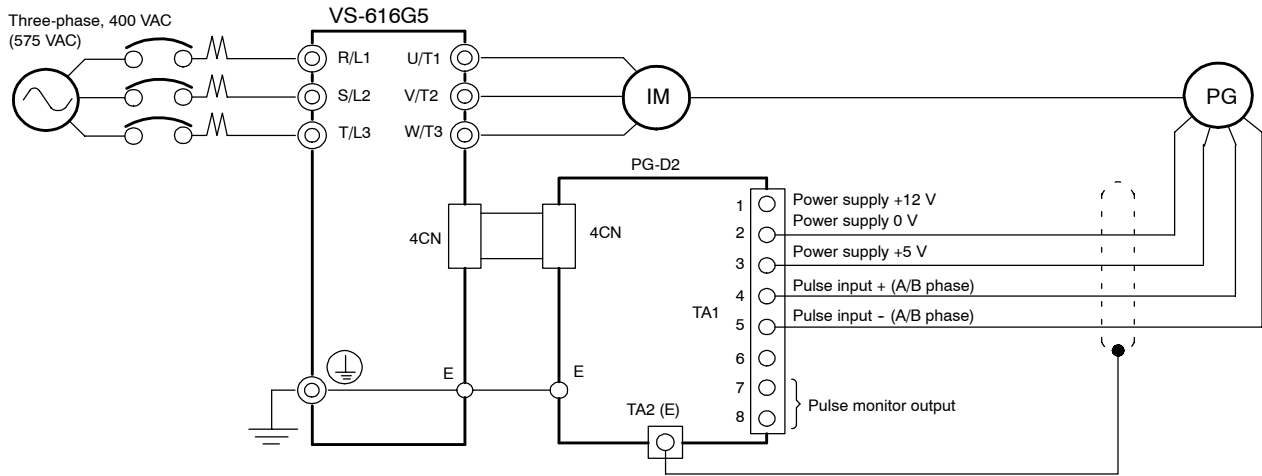 VS-616G5
Three-phase, 400 VAC
(575 VAC)
R/L1
U/T1
S/L2
V/T2
IM
PG
T/L3
W/T3
PG-D2
1
Power supply +12 V
Power supply 0 V
2
4CN
4CN
3
Power supply +5 V
4
Pulse input + (A/B phase)
TA1
5
Pulse input - (A/B phase)
6
E
E
7
8
Pulse monitor output
TA2 (E)